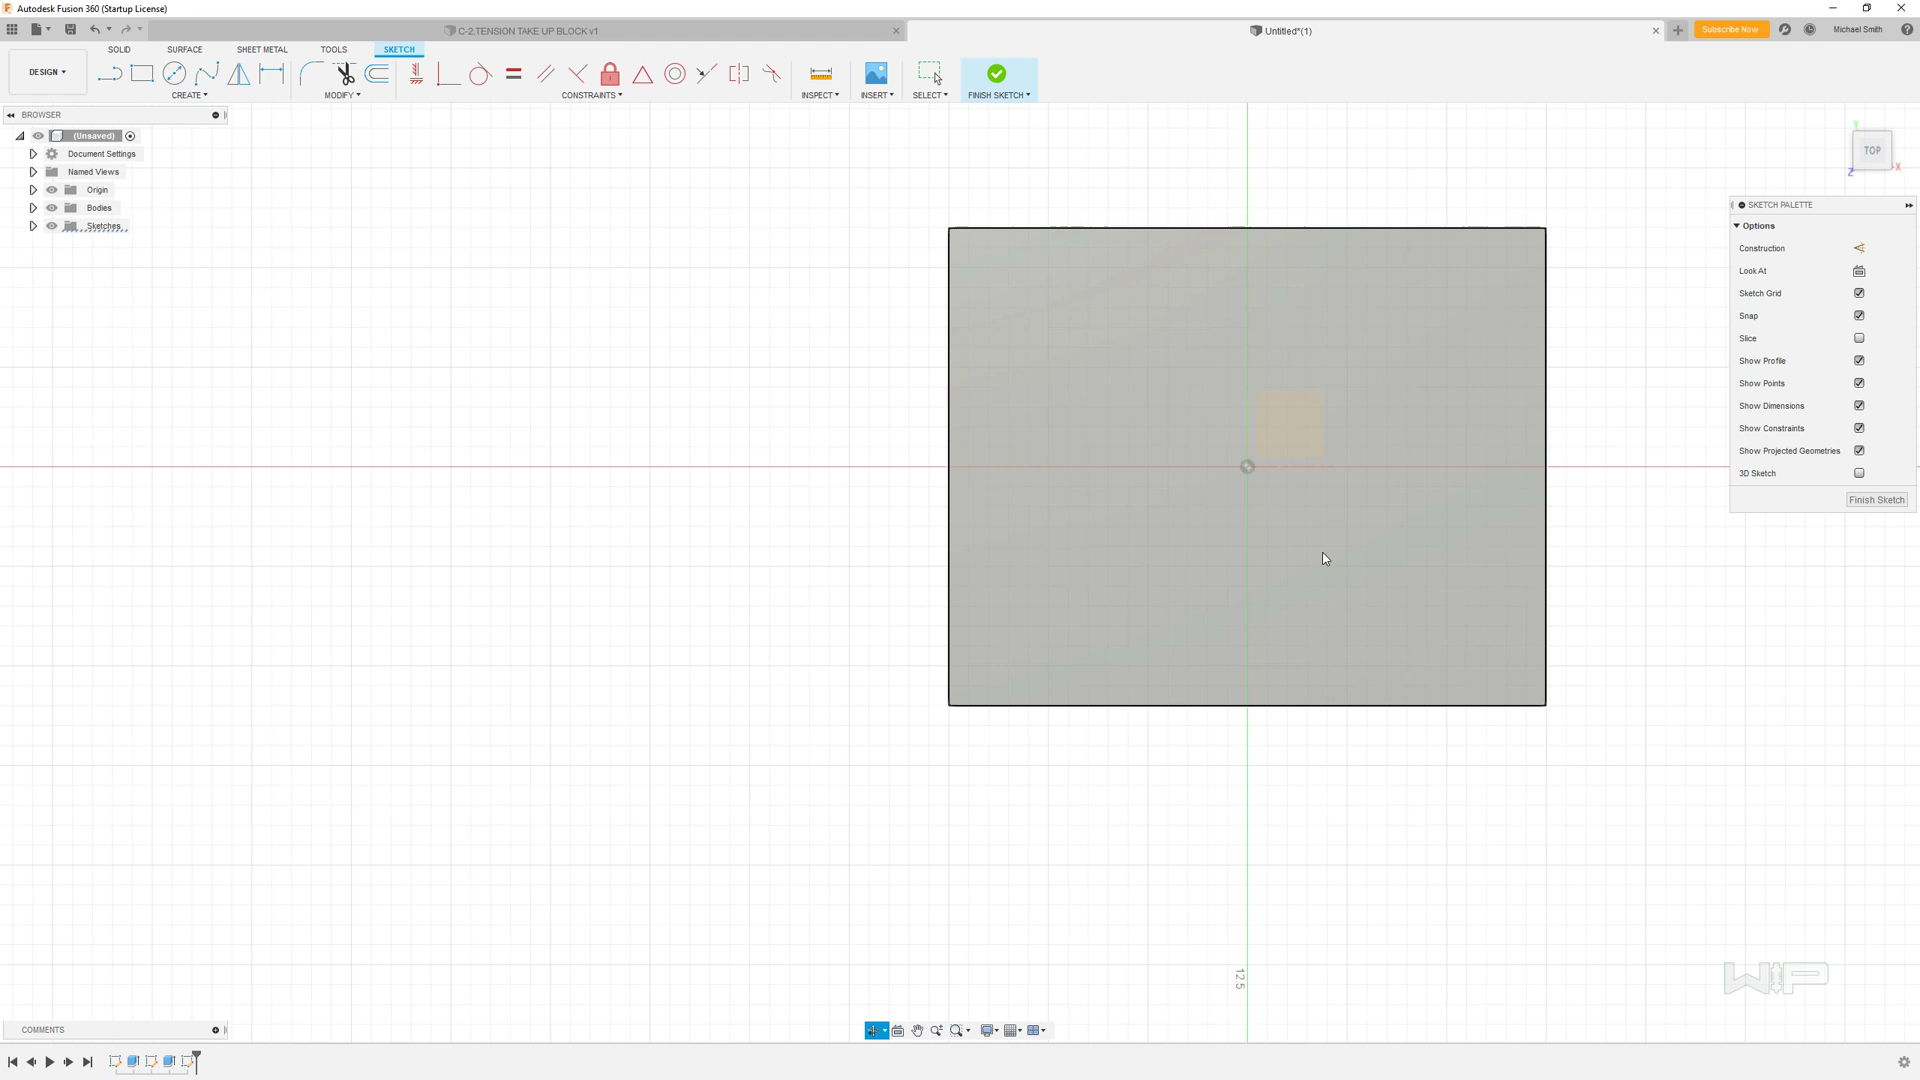 Autodesk Fusion 360 (Startup License)
C-2,TENSION TAKE UP BLOCK v1
Untitled*(1)
Subscribe Now
Michael Smith
SOLID
SURFACE
SHEET METAL
TOOLS
SKETCH
DESIGN
CREATE
MODIFY
CONSTRAINTS
INSPECT
INSERT
SELECT
FINISH SKETCH
BROWSER
(Unsaved)
Document Settings
Named Views
Origin
Bodies
Sketches
Y
TOP
X
Z
SKETCH PALETTE
Options
Construction
Look At
Sketch Grid
Snap
Slice
Show Profile
Show Points
Show Dimensions
Show Constraints
Show Projected Geometries
3D Sketch
Finish Sketch
12.5
WIP
COMMENTS